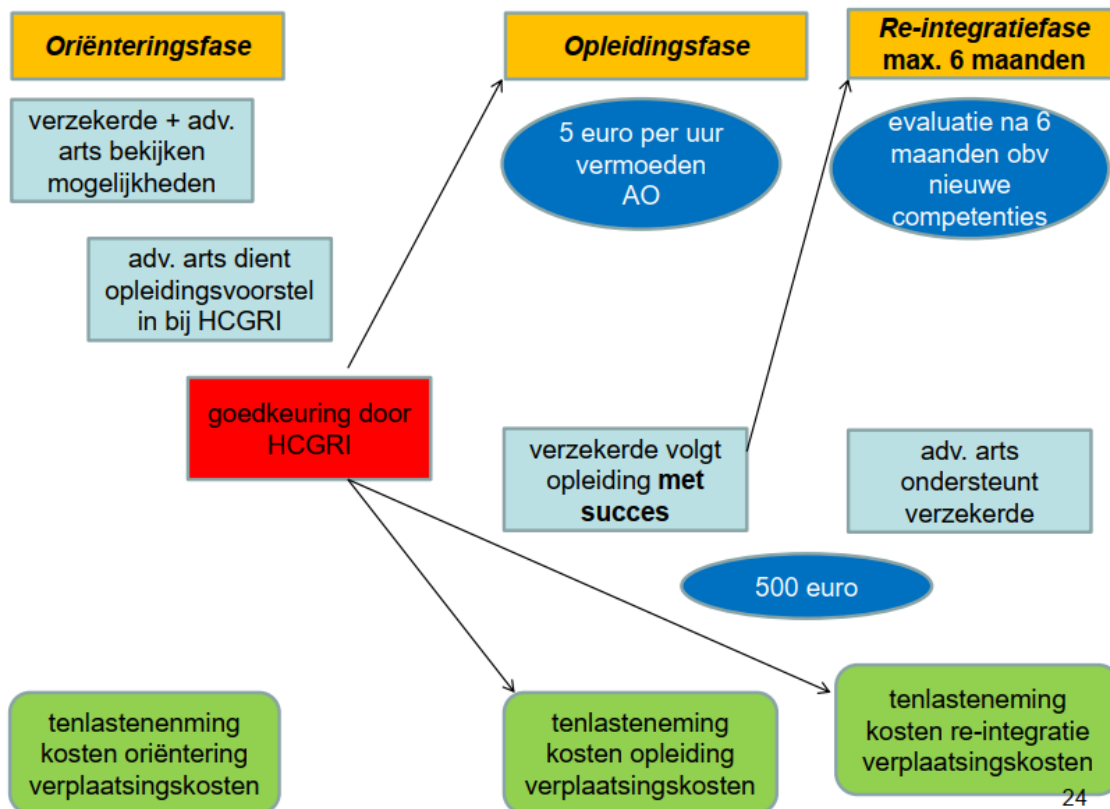 Oriënteringsfase
verzekerde + adv.
arts bekijken
mogelijkheden
adv. arts dient
opleidingsvoorstel
in bij HCGRI
goedkeuring door
HCGRI
tenlastenenming
kosten oriëntering
verplaatsingskosten
Opleidingsfase
5 euro per uur
vermoeden
AO
verzekerde volgt
opleiding met
succes
500 euro
tenlasteneming
kosten opleiding
verplaatsingskosten
Re-integratiefase
max. 6 maanden
evaluatie na 6
maanden obv
nieuwe
competenties
adv. arts
ondersteunt
verzekerde
tenlasteneming
kosten re-integratie
verplaatsingskosten
24